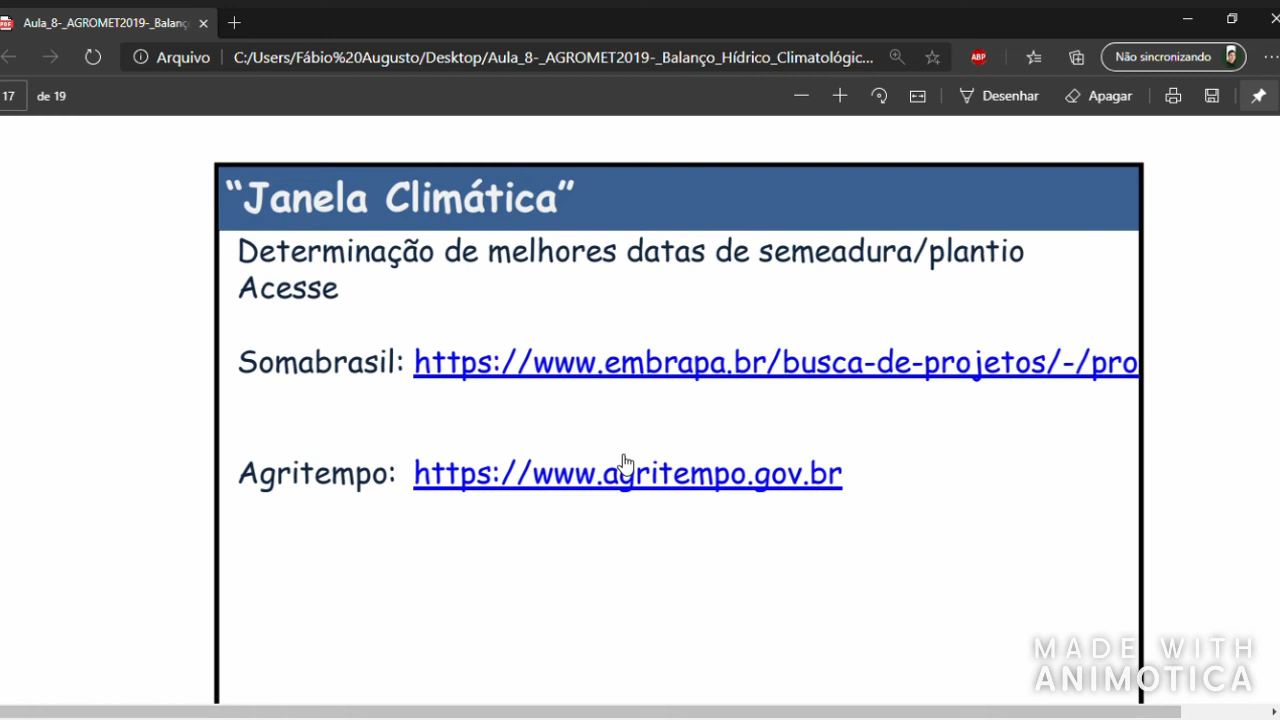 Aula_8-_AGROMET2019-_Balanç
Arquivo
C:/Users/Fábio%20Augusto/Desktop/Aula_8-_AGROMET2019-_Balanço_Hídrico_Climatológic...
ABP
Não sincronizando
17 de 19
Desenhar
Apagar
“Janela Climática”
Determinação de melhores datas de semeadura/plantio
Acesse
Somabrasil: https://www.embrapa.br/busca-de-projetos/-/pro
Agritempo: https://www.agritempo.gov.br
MADE WITH
ANIMOTICA